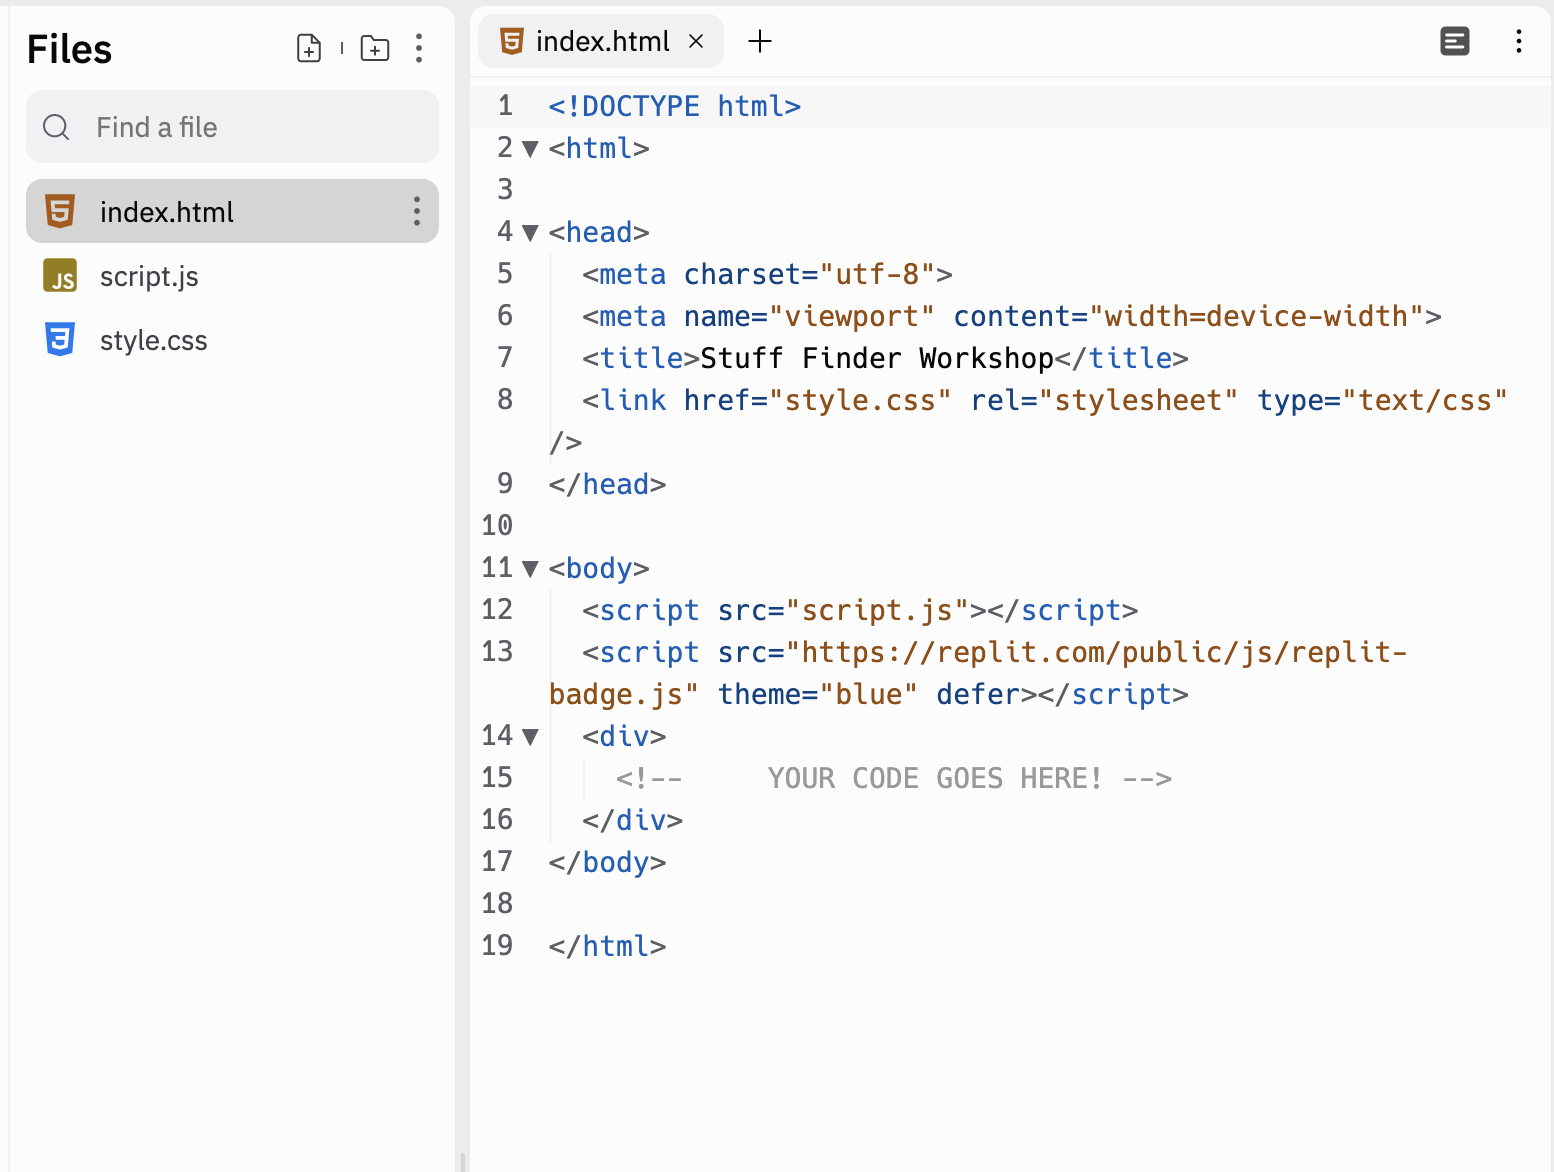 Files
Find a file
index.html
JS script.js
style.css
index.html
1 <!DOCTYPE html>
2 <html>
3
4 <head>
5   <meta charset="utf-8">
6   <meta name="viewport" content="width=device-width">
7   <title>Stuff Finder Workshop</title>
8   <link href="style.css" rel="stylesheet" type="text/css"
/>
9 </head>
10
11 <body>
12   <script src="script.js"></script>
13   <script src="https://replit.com/public/js/replit-
badge.js" theme="blue" defer></script>
14   <div>
15     <!--     YOUR CODE GOES HERE! -->
16   </div>
17 </body>
18
19 </html>